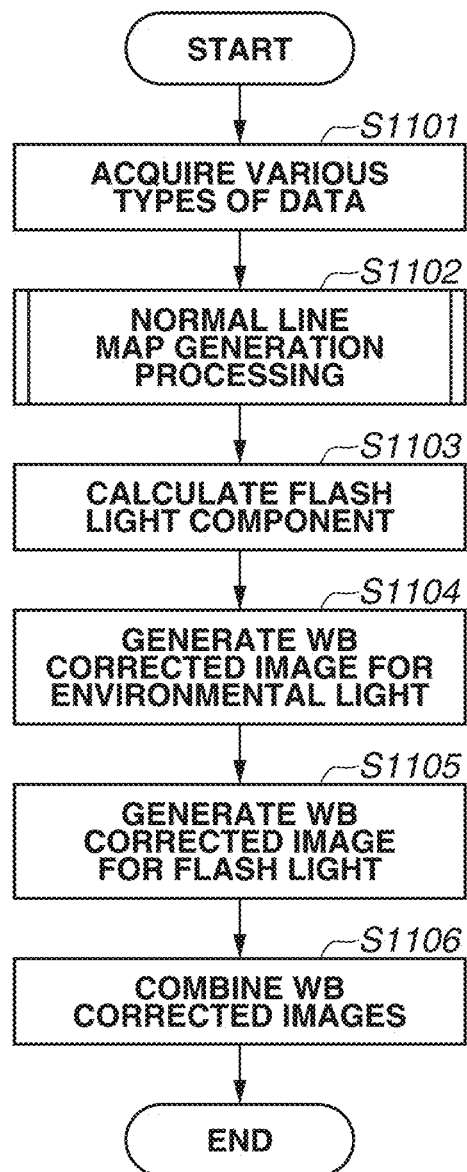 START
S1101
ACQUIRE VARIOUS
TYPES OF DATA
S1102
NORMAL LINE
MAP GENERATION
PROCESSING
S1103
CALCULATE FLASH
LIGHT COMPONENT
S1104
GENERATE WB
CORRECTED IMAGE FOR
ENVIRONMENTAL LIGHT
S1105
GENERATE WB
CORRECTED IMAGE
FOR FLASH LIGHT
S1106
COMBINE WB
CORRECTED IMAGES
END